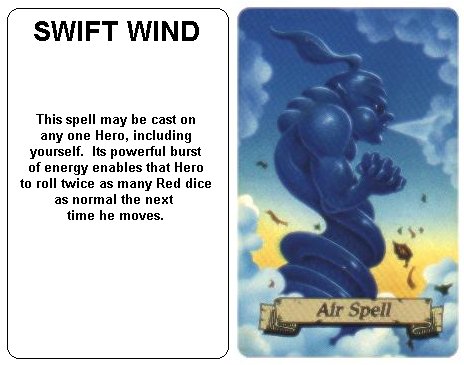 SWIFT WIND
This spell may be cast on
any one Hero, including
yourself.  Its powerful burst
of energy enables that Hero
to roll twice as many Red dice
as normal the next
time he moves.
Air Spell